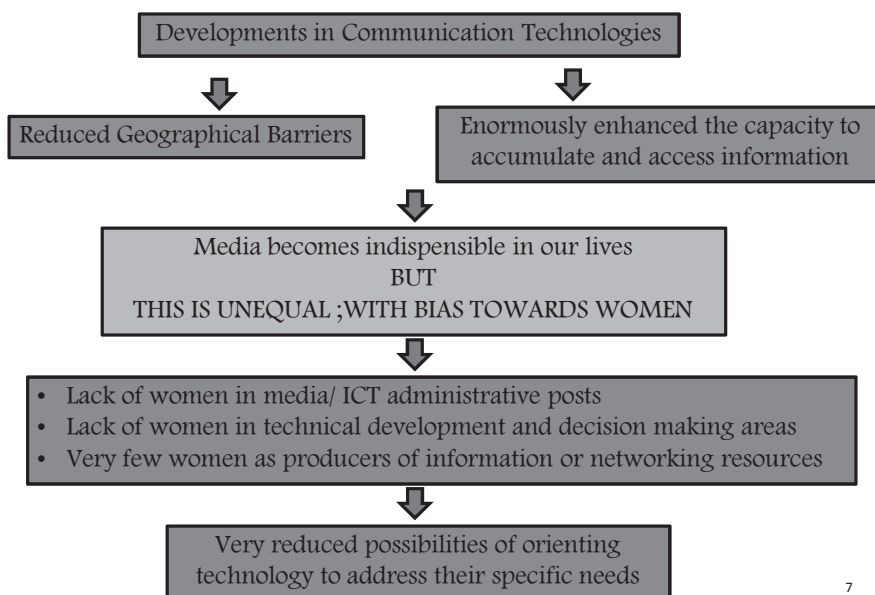 Developments in Communication Technologies
Reduced Geographical Barriers
Enormously enhanced the capacity to
accumulate and access information
Media becomes indispensible in our lives
BUT
THIS IS UNEQUAL ;WITH BIAS TOWARDS WOMEN
• Lack of women in media/ ICT administrative posts
• Lack of women in technical development and decision making areas
• Very few women as producers of information or networking resources
Very reduced possibilities of orienting
technology to address their specific needs
7